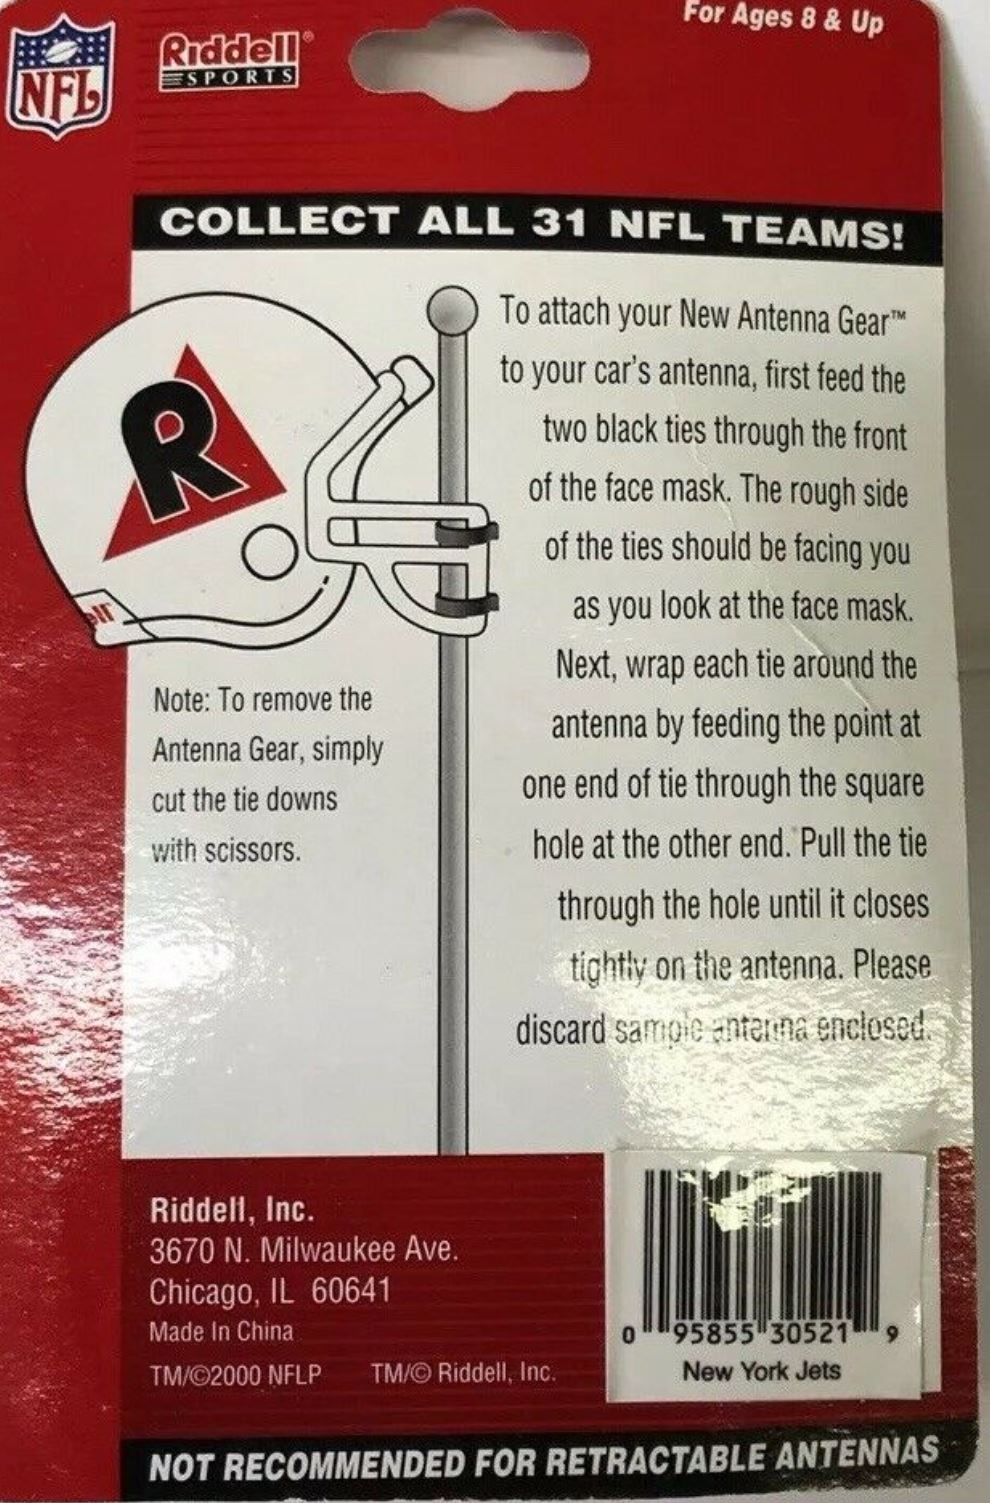 For Ages 8 & Up
NFL
Riddell®
SPORTS
COLLECT ALL 31 NFL TEAMS!
R
ll
To attach your New Antenna Gear™
to your car's antenna, first feed the
two black ties through the front
of the face mask. The rough side
of the ties should be facing you
as you look at the face mask.
Next, wrap each tie around the
antenna by feeding the point at
one end of tie through the square
hole at the other end. Pull the tie
through the hole until it closes
tightly on the antenna. Please
discard sample antenna enclosed.
Note: To remove the
Antenna Gear, simply
cut the tie downs
with scissors.
Riddell, Inc.
3670 N. Milwaukee Ave.
Chicago, IL 60641
Made In China
TM/©2000 NFLP TM/© Riddell, Inc.
0 95855 30521 9
New York Jets
NOT RECOMMENDED FOR RETRACTABLE ANTENNAS